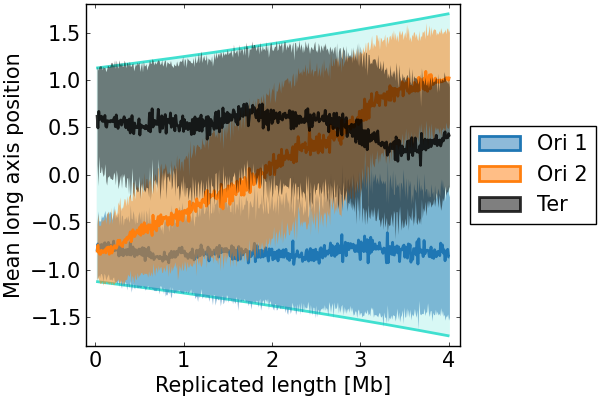 1.5
1.0
0.5
0.0
−0.5
−1.0
−1.5
Mean long axis position
0
1
2
3
4
Replicated length [Mb]
Ori 1
Ori 2
Ter